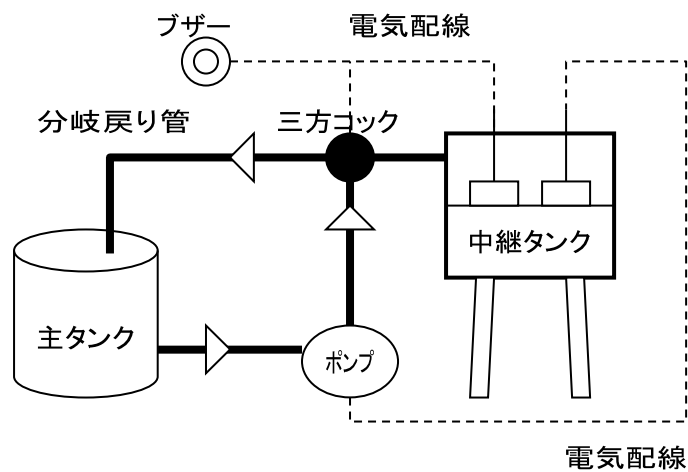 ブザー
電気配線
分岐戻り管
三方コック
中継タンク
主タンク
ポンプ
電気配線